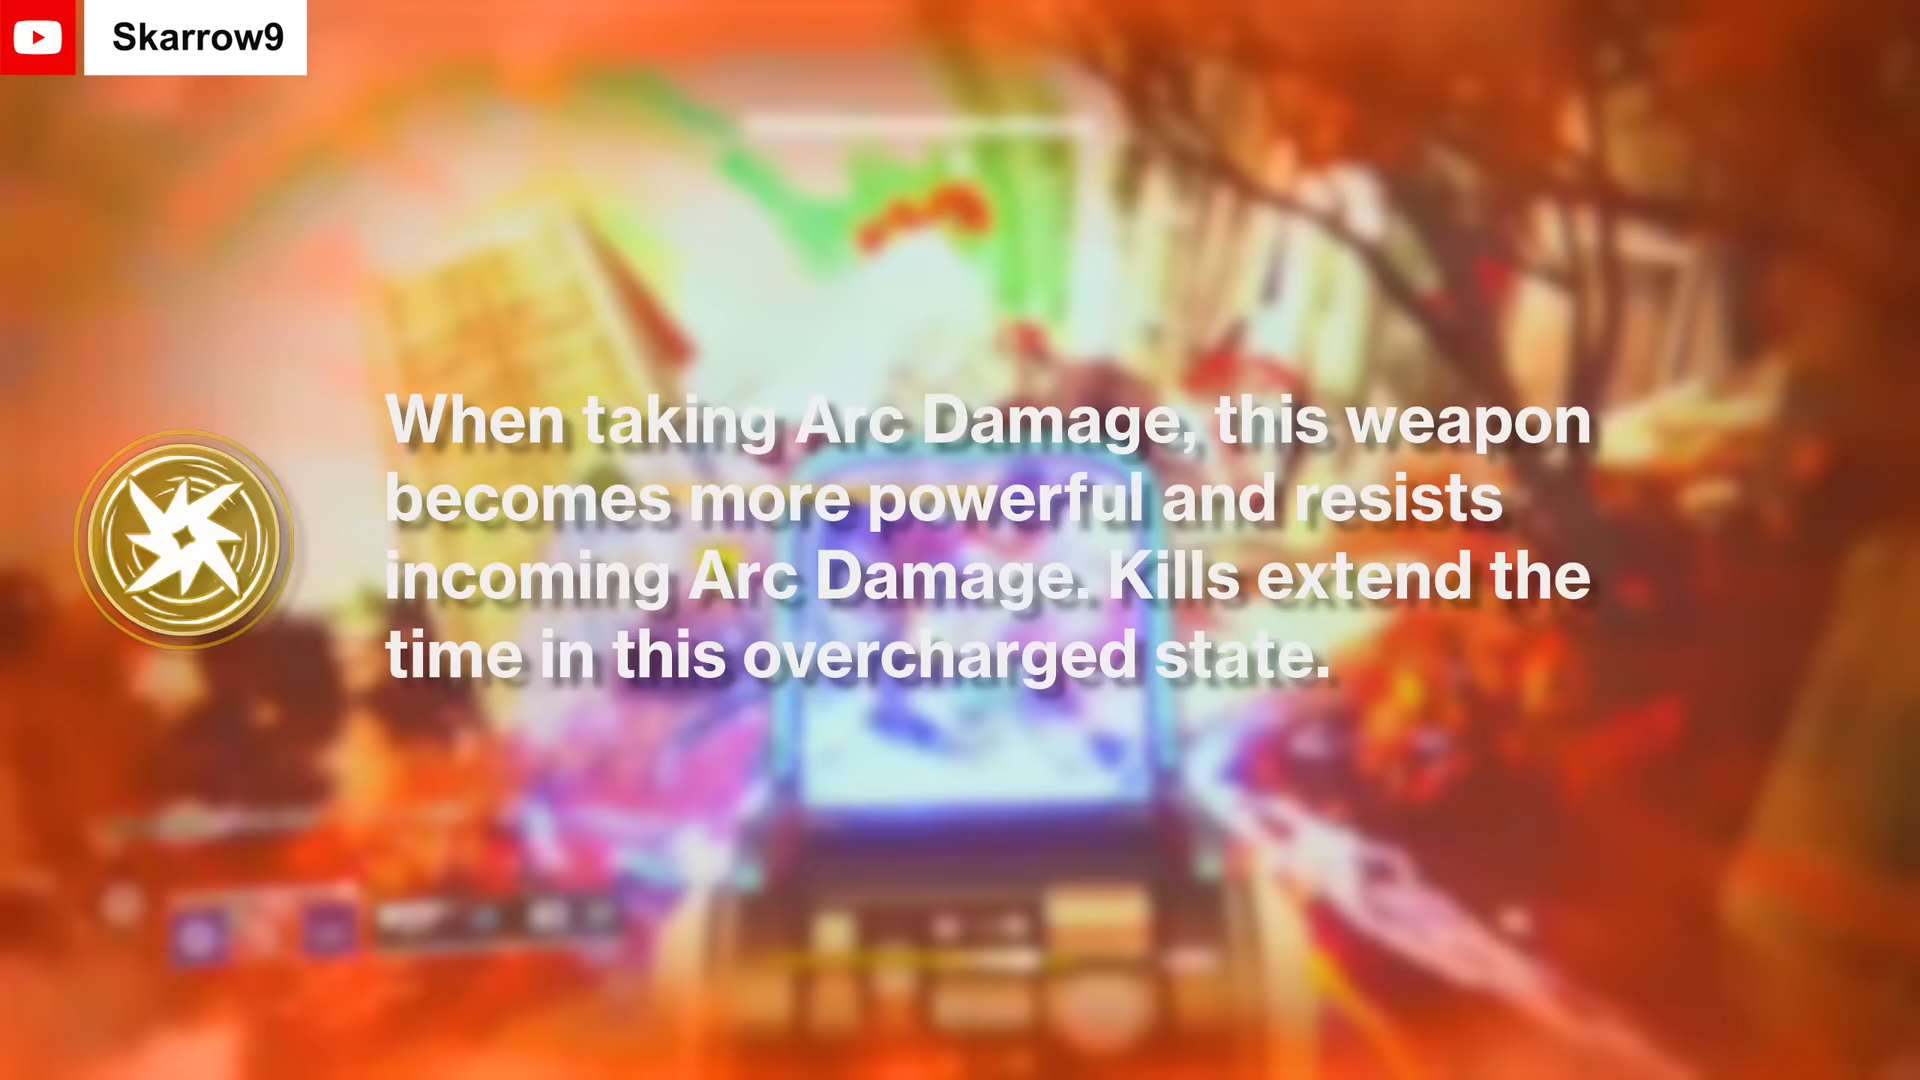 Skarrow9
When taking Arc Damage, this weapon
becomes more powerful and resists
incoming Arc Damage. Kills extend the
time in this overcharged state.